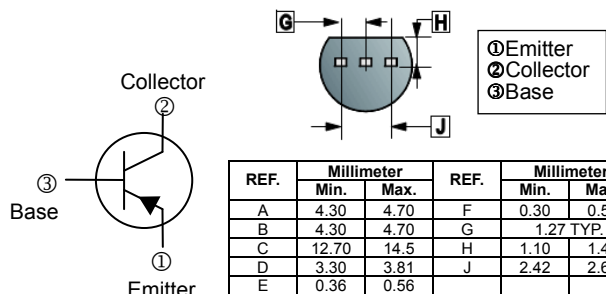 G
H
①Emitter
②Collector
③Base
J
Collector
②
③
Base
①
Emitter
REF. Millimeter REF. Millimeter
Min. Max. Min.
A 4.30 4.70 F 0.30
B 4.30 4.70 G 1.27 TYP.
C 12.70 14.5 H 1.10
D 3.30 3.81 J 2.42
E 0.36 0.56